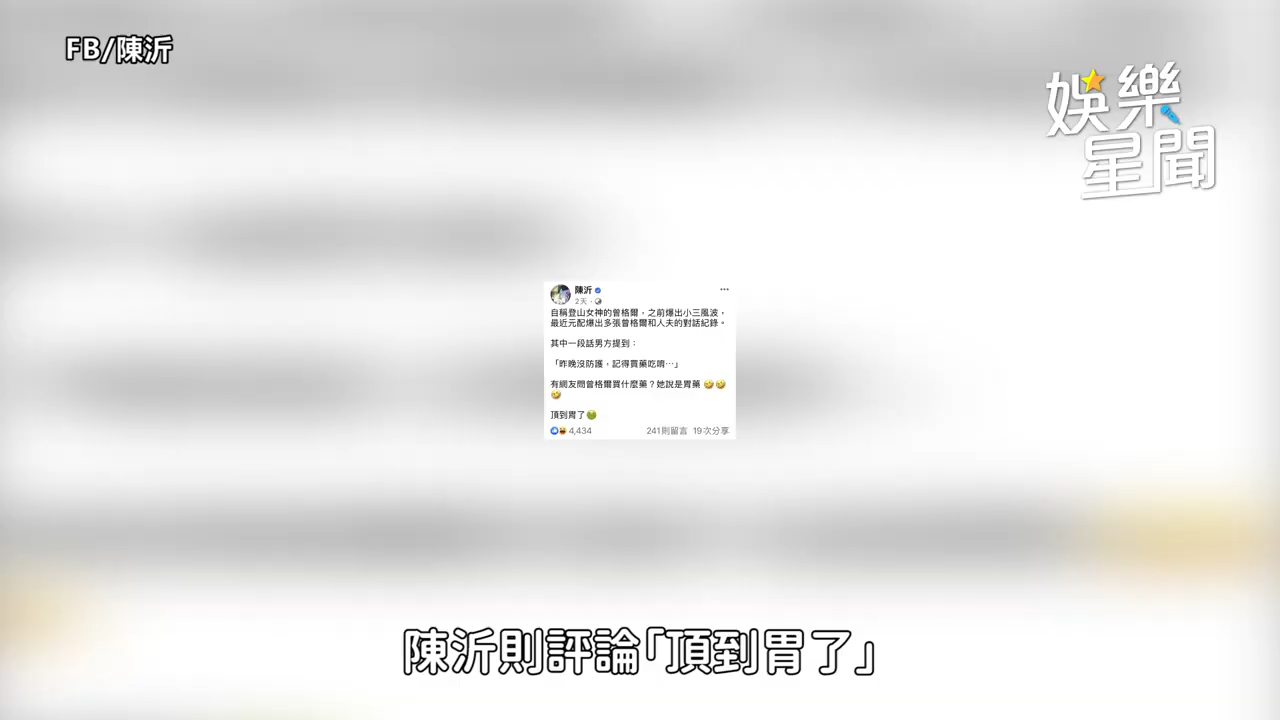 FB/陳沂
娛樂
星聞
陳沂
2天
自稱登山女神的曾格爾，之前爆出小三風波，
最近元配爆出多張曾格爾和人夫的對話紀錄。
其中一段話男方提到：
「昨晚沒防護，記得買藥吃唷…」
有網友問曾格爾買什麼藥？她說是胃藥 🤣🤣
🤣
頂到胃了🤢
4,434
241則留言 19次分享
陳沂則評論「頂到胃了」